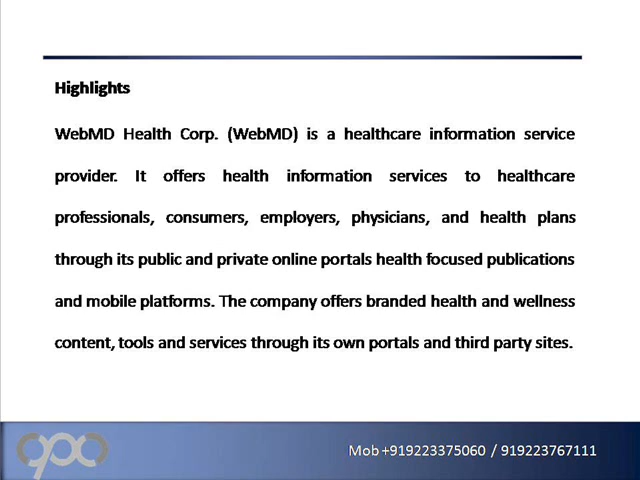 Highlights
WebMD Health Corp. (WebMD) is a healthcare information service
provider. It offers health information services to healthcare
professionals, consumers, employers, physicians, and health plans
through its public and private online portals health focused publications
and mobile platforms. The company offers branded health and wellness
content, tools and services through its own portals and third party sites.
Mob +919223375060 / 919223767111